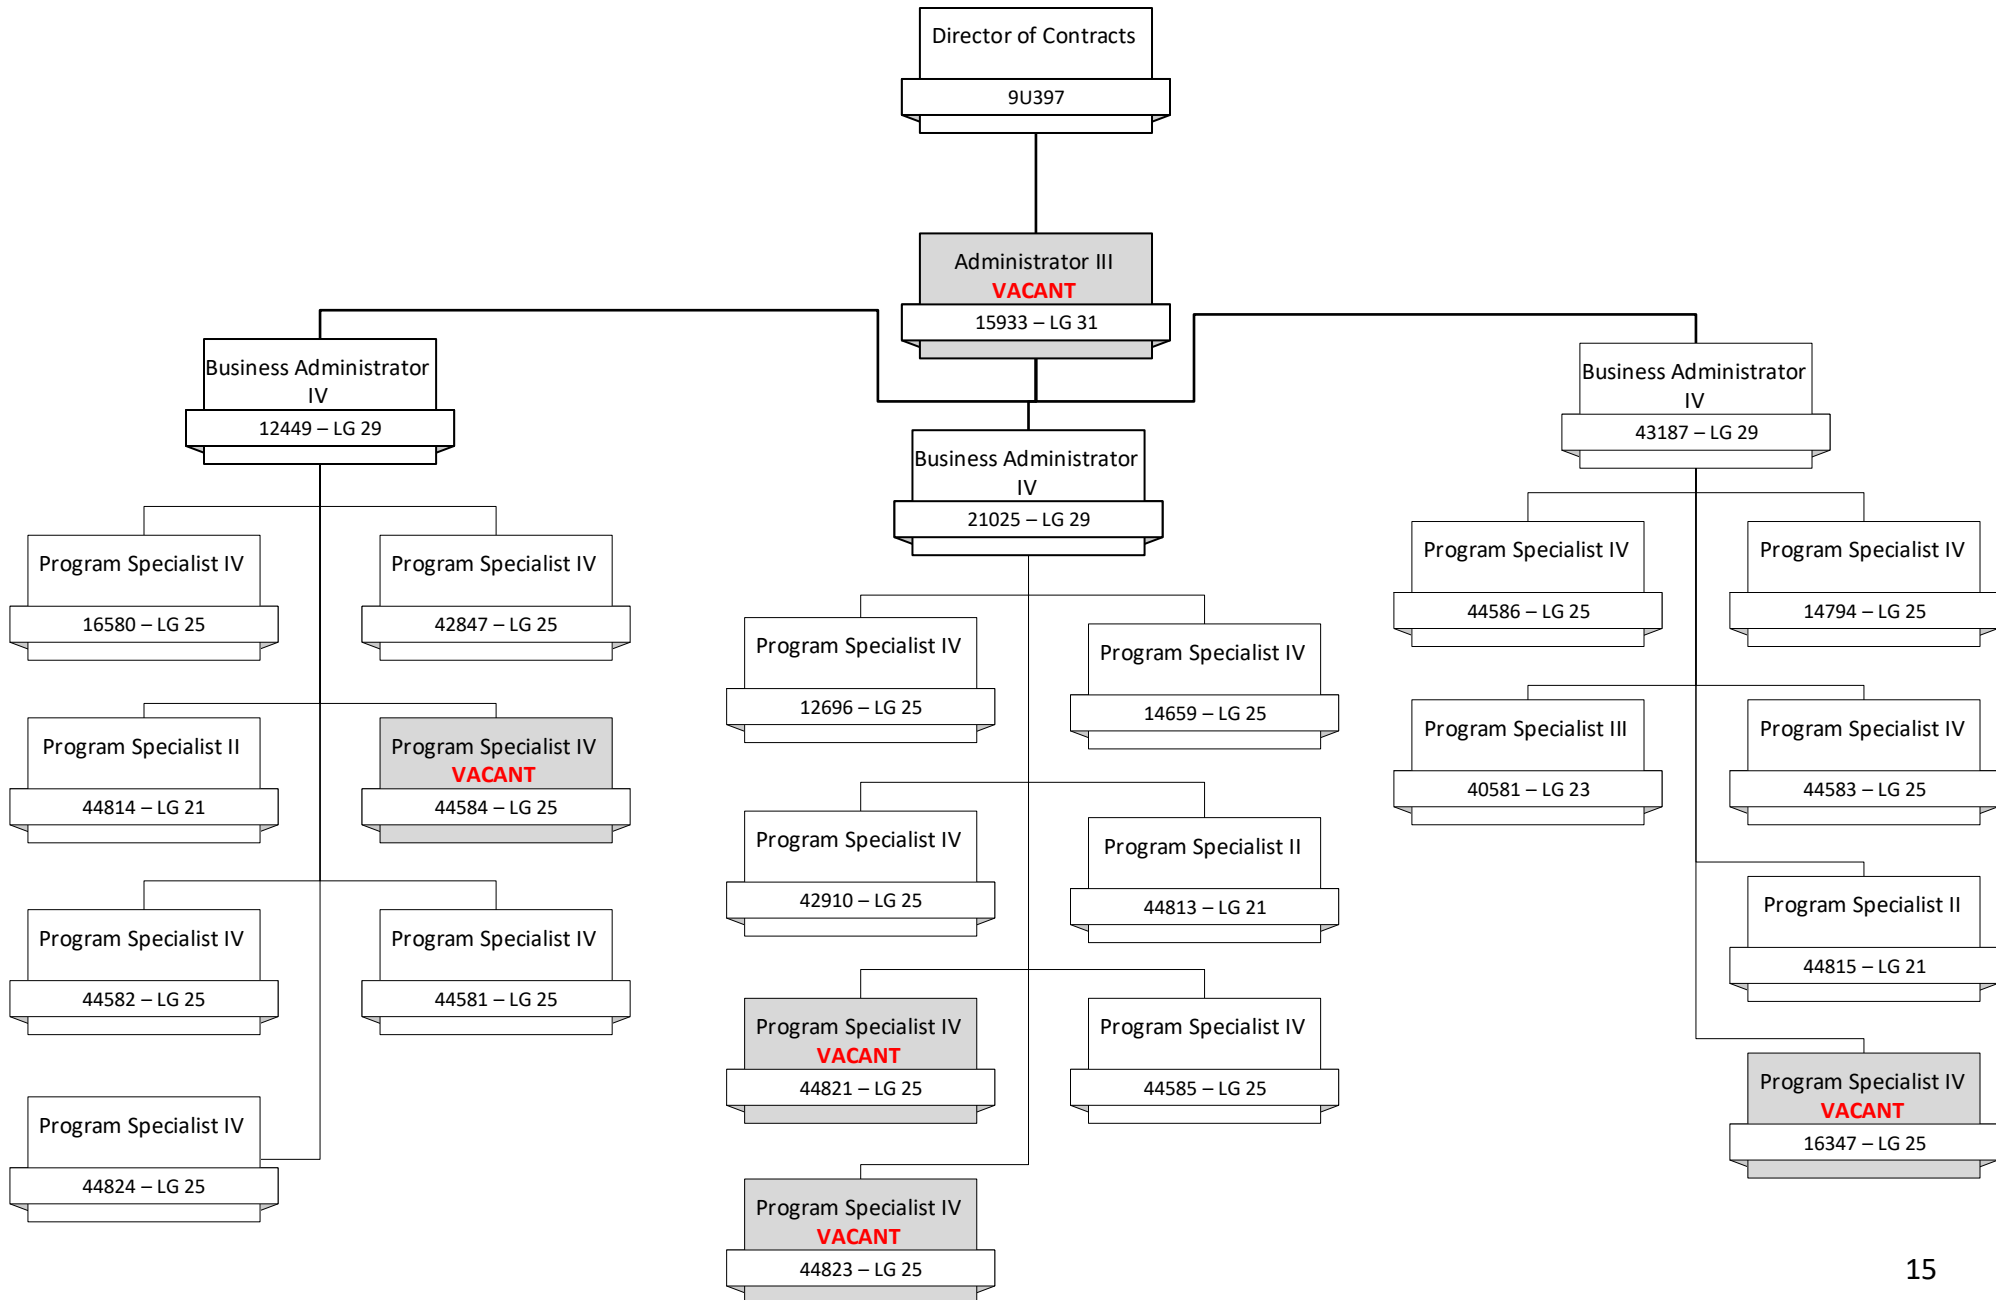 Director of Contracts
9U397
Administrator III
VACANT
15933 – LG 31
Business Administrator
IV
12449 – LG 29
Business Administrator
IV
21025 – LG 29
Business Administrator
IV
43187 – LG 29
Program Specialist IV
16580 – LG 25
Program Specialist IV
42847 – LG 25
Program Specialist II
44814 – LG 21
Program Specialist IV
VACANT
44584 – LG 25
Program Specialist IV
44582 – LG 25
Program Specialist IV
44581 – LG 25
Program Specialist IV
44824 – LG 25
Program Specialist IV
12696 – LG 25
Program Specialist IV
14659 – LG 25
Program Specialist IV
42910 – LG 25
Program Specialist II
44813 – LG 21
Program Specialist IV
VACANT
44821 – LG 25
Program Specialist IV
44585 – LG 25
Program Specialist IV
VACANT
44823 – LG 25
Program Specialist IV
44586 – LG 25
Program Specialist IV
14794 – LG 25
Program Specialist III
40581 – LG 23
Program Specialist IV
44583 – LG 25
Program Specialist II
44815 – LG 21
Program Specialist IV
VACANT
16347 – LG 25
15